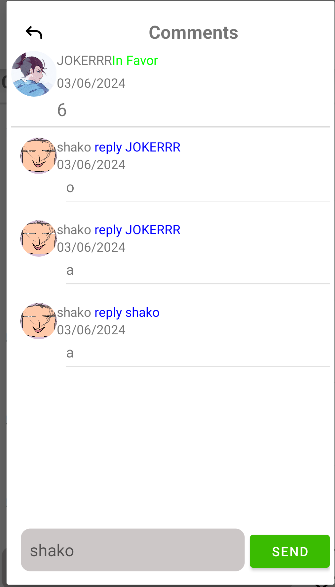 Comments
JOKERRRIn Favor
03/06/2024
6
shako reply JOKERRR
03/06/2024
o
shako reply JOKERRR
03/06/2024
a
shako reply shako
03/06/2024
a
shako
SEND